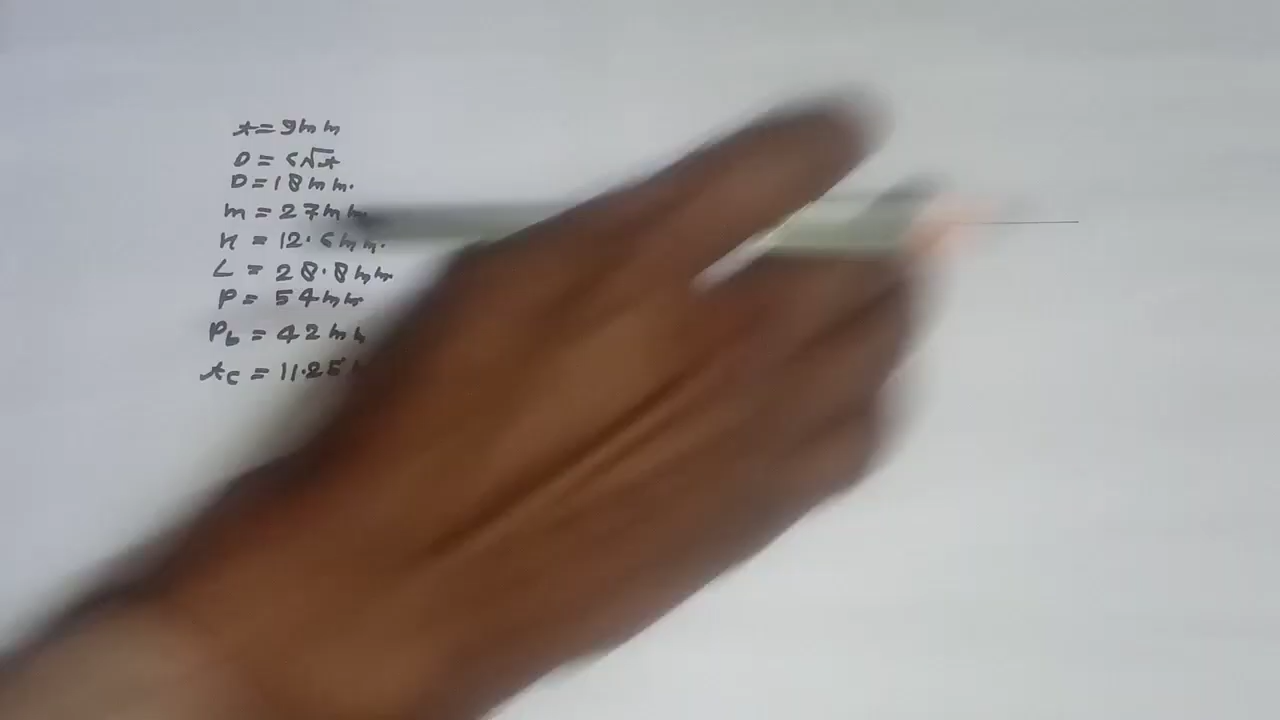 t = 9mm
D = 6√t
D = 18mm.
m = 27mm
H = 12.6mm.
L = 28.8mm
P = 54mm
Pb = 42mm
tc = 11.25